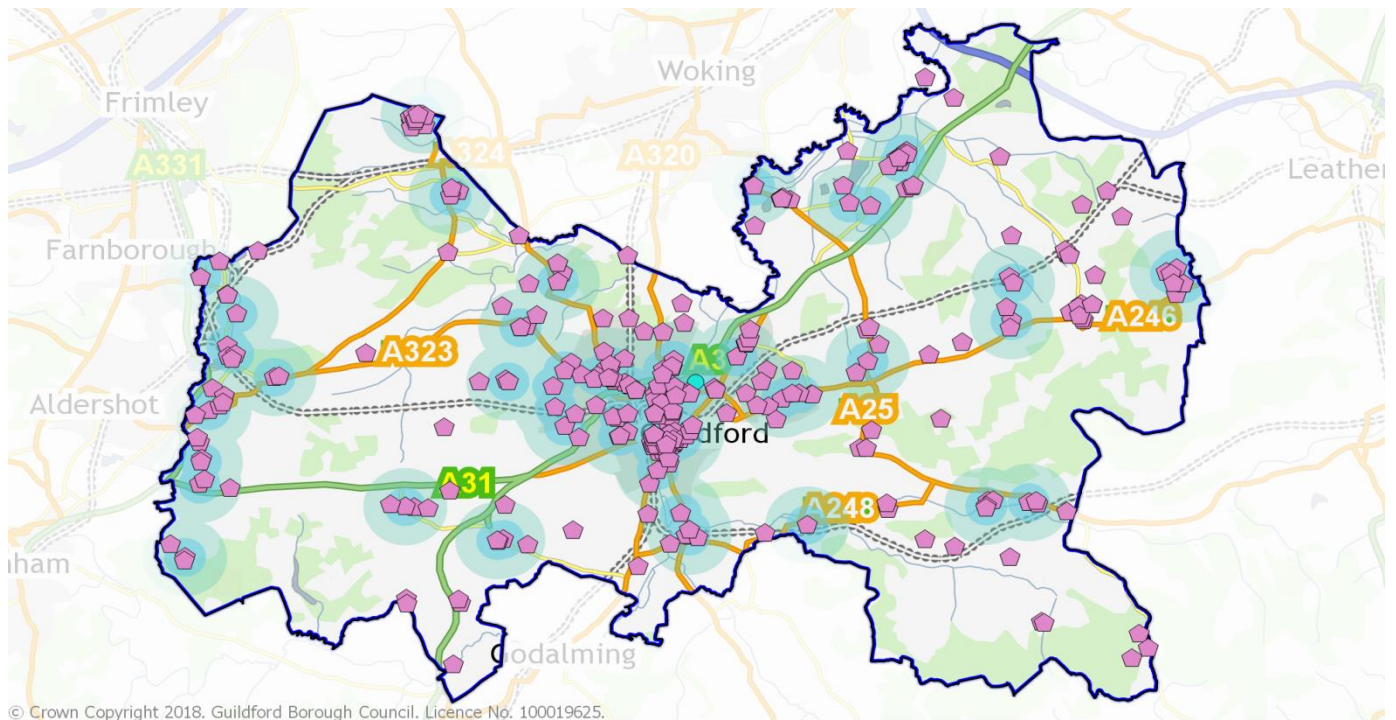 Woking
Frimley
A331
A324
A320
Leather
Farnborough
A246
A323
A3
Aldershot
A25
dford
A31
A248
ham
Godalming
© Crown Copyright 2018. Guildford Borough Council. Licence No. 100019625.